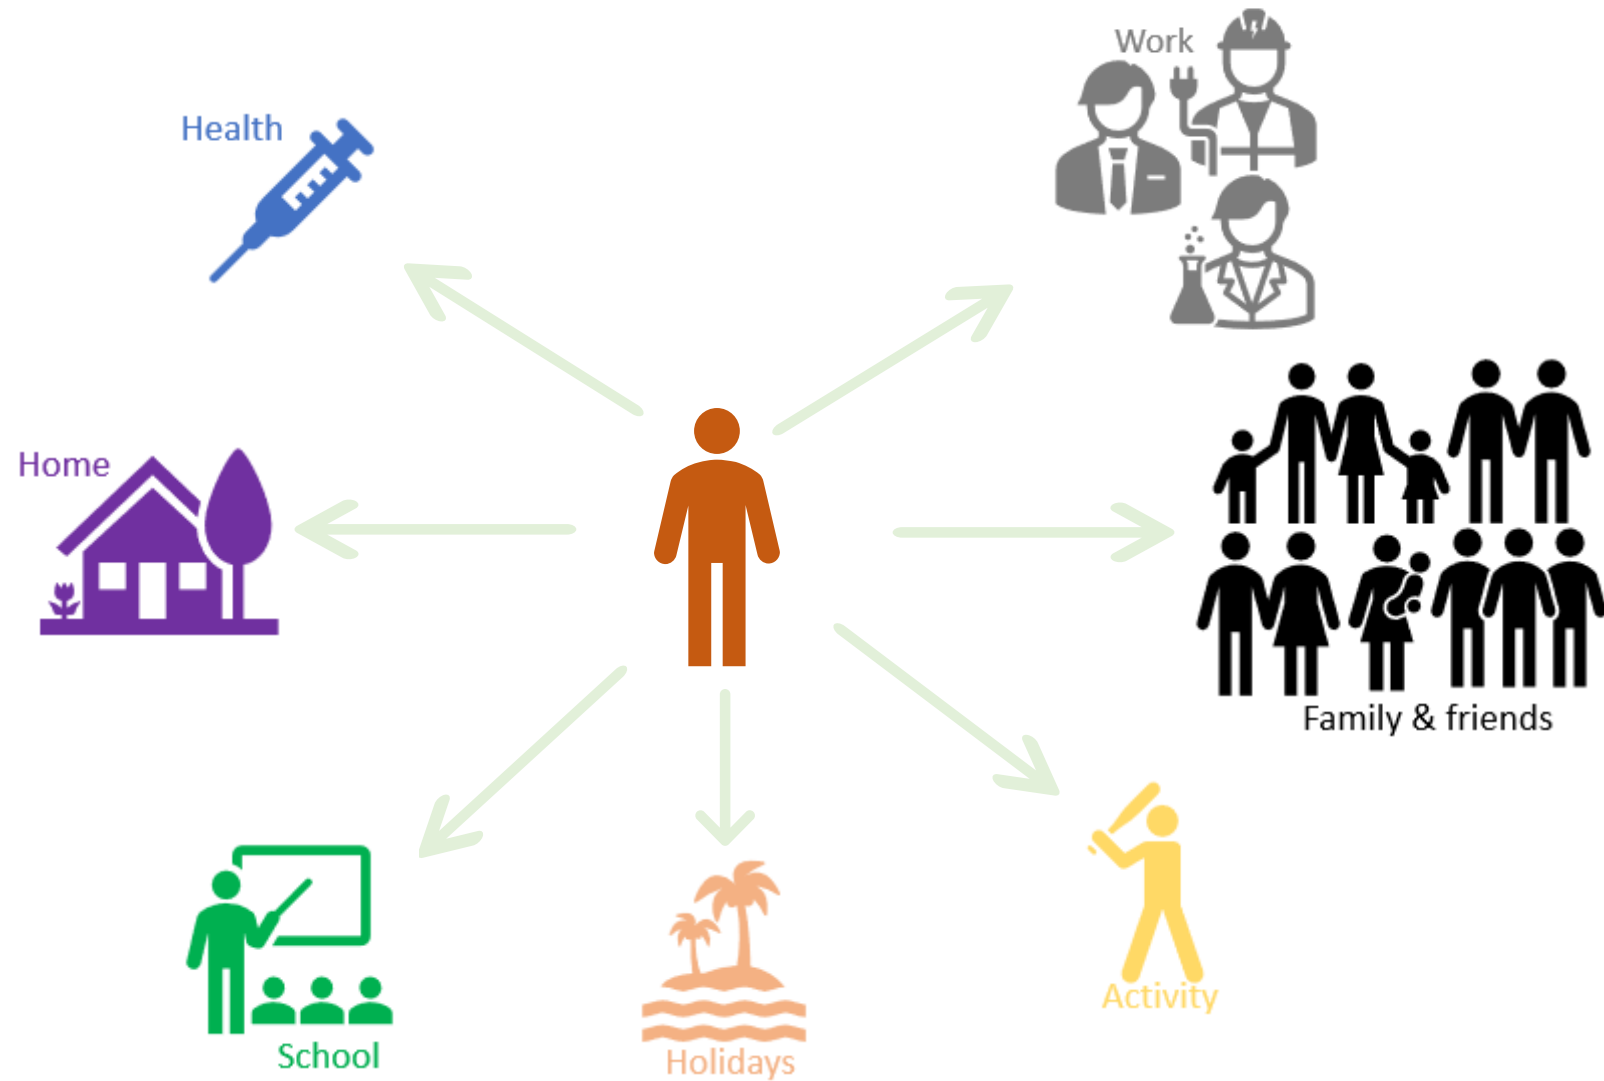 Work
Health
Home
Family & friends
Activity
School
Holidays